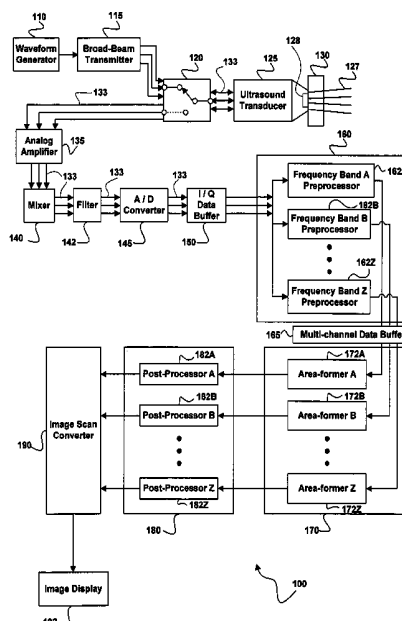 110
Waveform
Generator
115
Broad-Beam
Transmitter
120
133
125
Ultrasound
Transducer
128
130
127
133
135
Analog
Amplifier
133
Mixer
140
133
Filter
142
A / D
Converter
145
133
I / Q
Data
Buffer
150
160
162A
Frequency Band A
Preprocessor
162B
Frequency Band B
Preprocessor
162Z
Frequency Band Z
Preprocessor
165
Multi-channel Data Buffer
172A
Area-former A
172B
Area-former B
Area-former Z
172Z
170
182A
Post-Processor A
182B
Post-Processor B
Post-Processor Z
182Z
180
190
Image Scan
Converter
Image Display
100